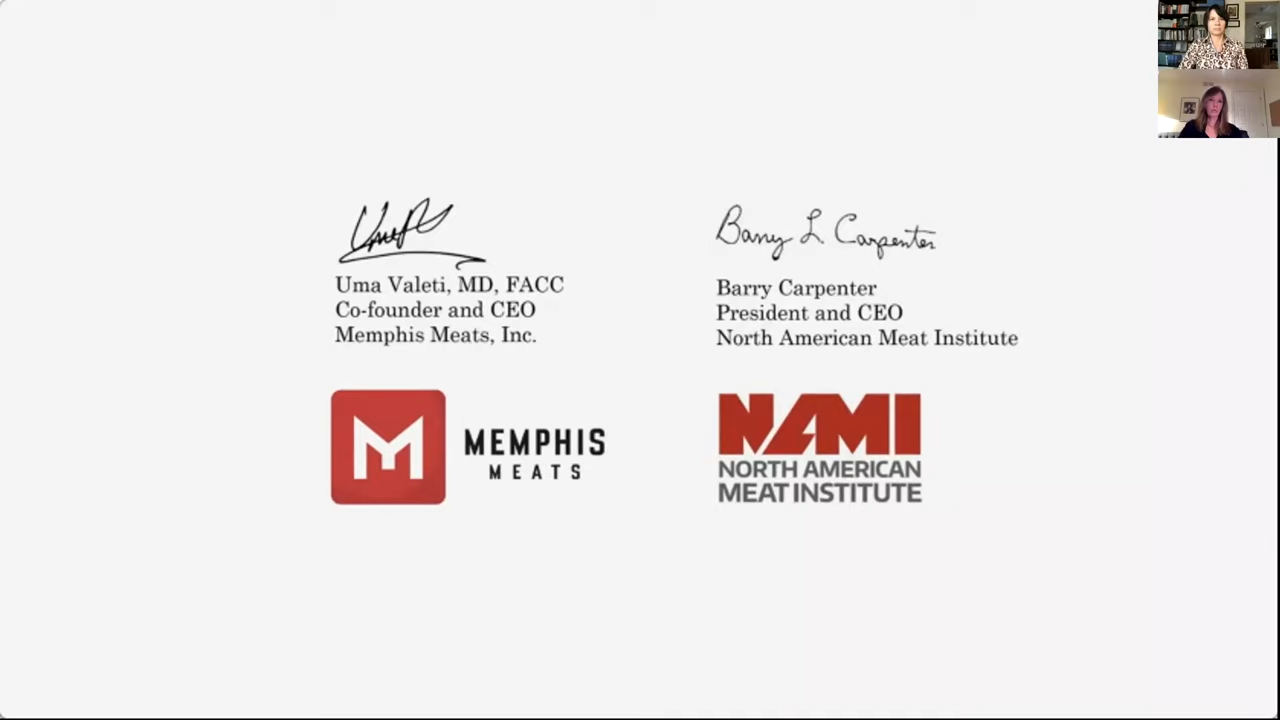 Uma Valeti, MD, FACC
Co-founder and CEO
Memphis Meats, Inc.
M
MEMPHIS
MEATS
Barry L. Carpenter
Barry Carpenter
President and CEO
North American Meat Institute
NAMI
NORTH AMERICAN
MEAT INSTITUTE